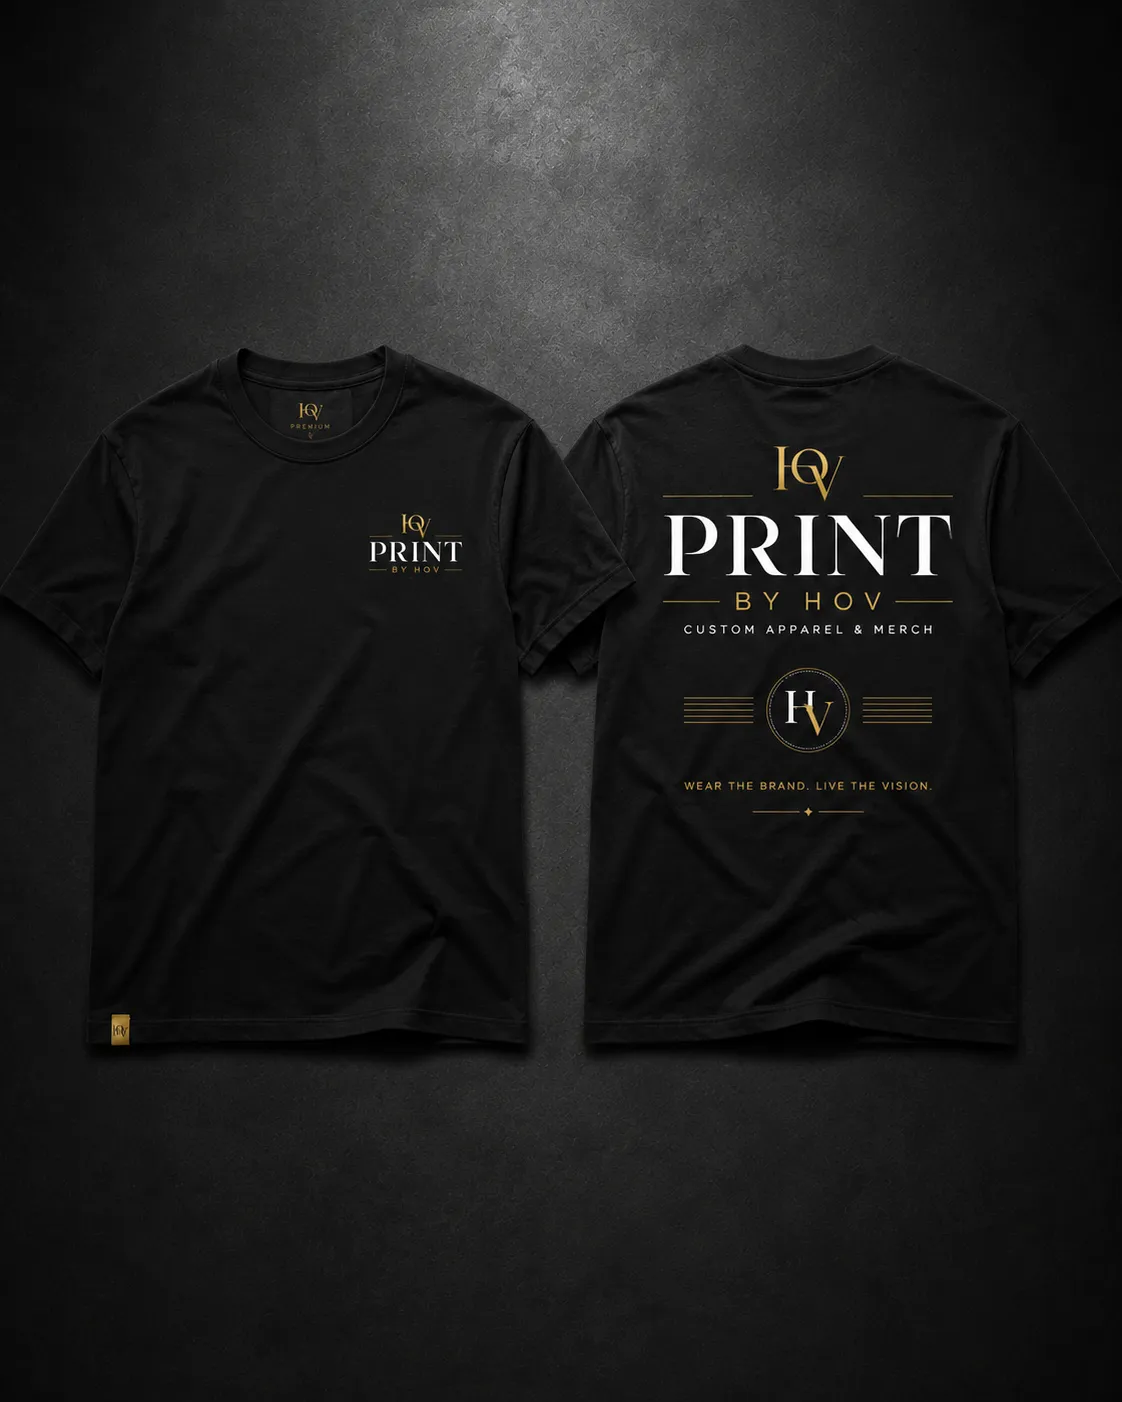 HOV
PREMIUM
HOV
PRINT
BY HOV
HOV
HOV
PRINT
BY HOV
CUSTOM APPAREL & MERCH
HV
WEAR THE BRAND. LIVE THE VISION.